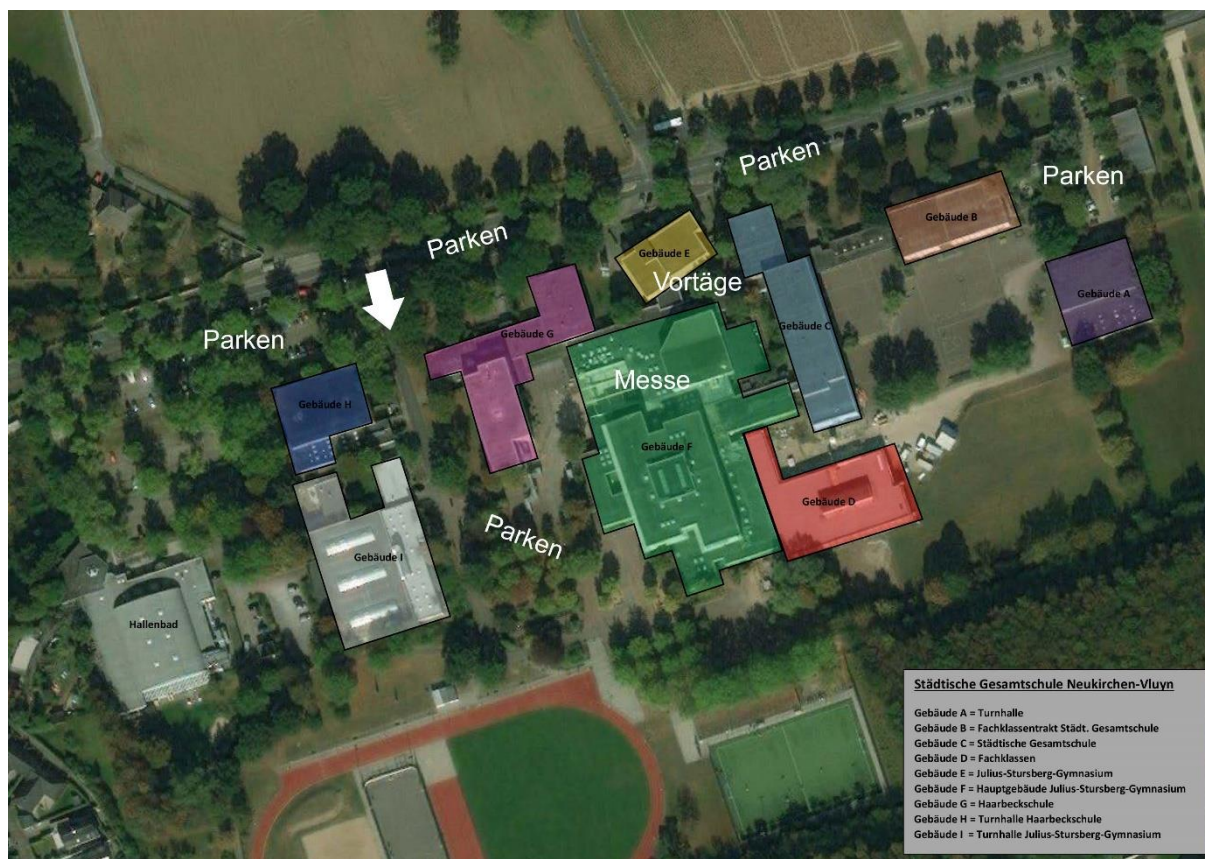 Parken
Parken
Gebäude B
Parken
Gebäude E
Vortäge
Gebäude A
Parken
Gebäude G
Gebäude C
Messe
Gebäude H
Gebäude F
Gebäude D
Parken
Gebäude I
Hallenbad
Städtische Gesamtschule Neukirchen-Vluyn
Gebäude A = Turnhalle
Gebäude B = Fachklassentrakt Städt. Gesamtschule
Gebäude C = Städtische Gesamtschule
Gebäude D = Fachklassen
Gebäude E = Julius-Stursberg-Gymnasium
Gebäude F = Hauptgebäude Julius-Stursberg-Gymnasium
Gebäude G = Haarbeckschule
Gebäude H = Turnhalle Haarbeckschule
Gebäude I = Turnhalle Julius-Stursberg-Gymnasium